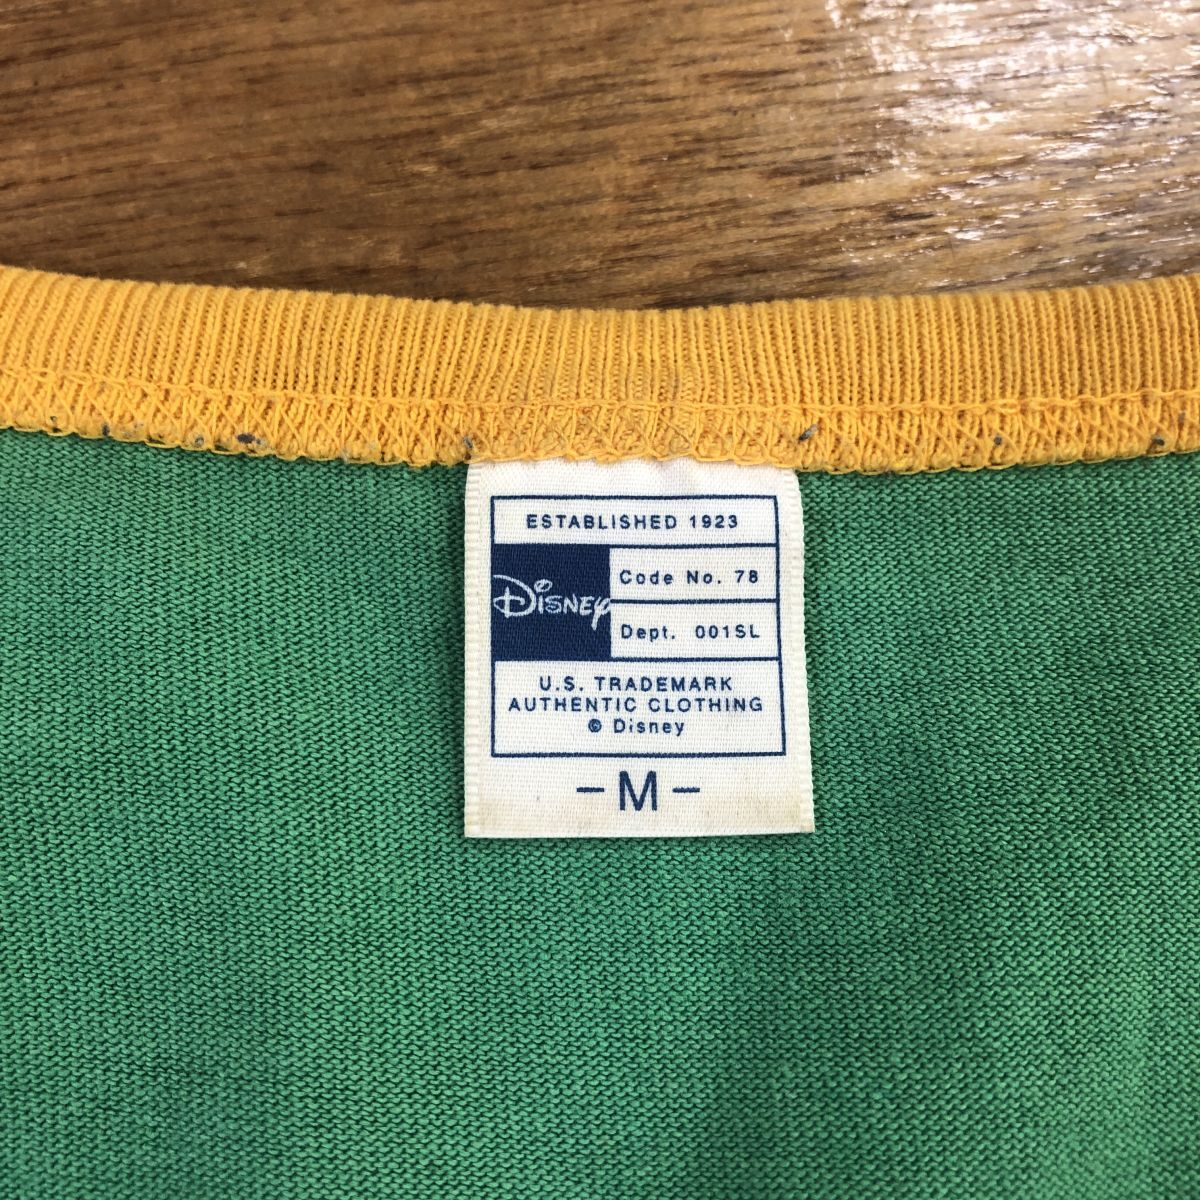 ESTABLISHED 1923
Disney
Code No. 78
Dept. 001SL
U.S. TRADEMARK
AUTHENTIC CLOTHING
© Disney
-M-